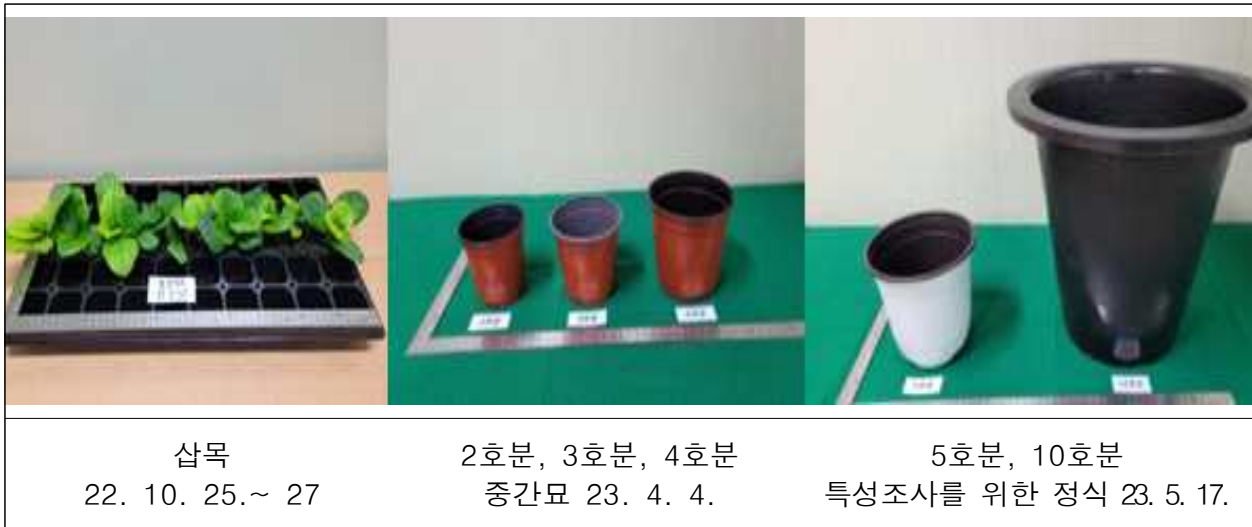 삽목
22. 10. 25.~ 27
2호분, 3호분, 4호분
중간묘 23. 4. 4.
5호분, 10호분
특성조사를 위한 정식 23. 5. 17.